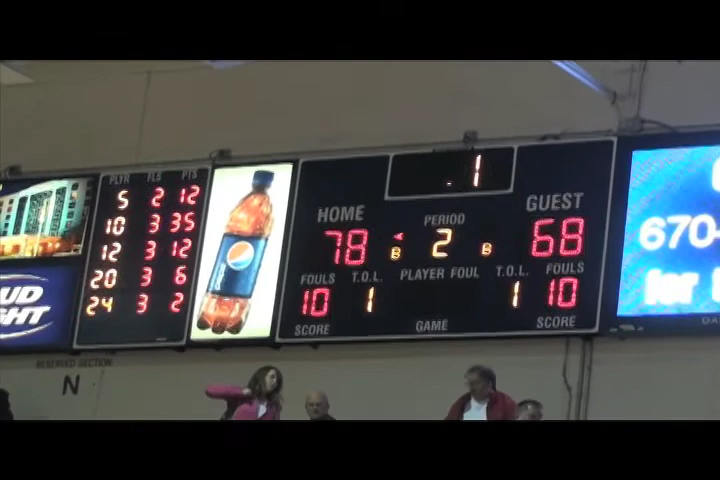 PLYR FLS PTS
5 2 12
10 3 35
12 3 12
20 3 6
24 3 2
UD
GHT
pepsi
.1
HOME PERIOD GUEST
78 B 2 B 68
FOULS T.O.L. PLAYER FOUL T.O.L. FOULS
10 1 1 10
SCORE GAME SCORE
670-
for
RESERVED SECTION
N